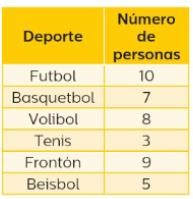 Deporte Número de personas
Futbol 10
Basquetbol 7
Volibol 8
Tenis 3
Frontón 9
Beisbol 5